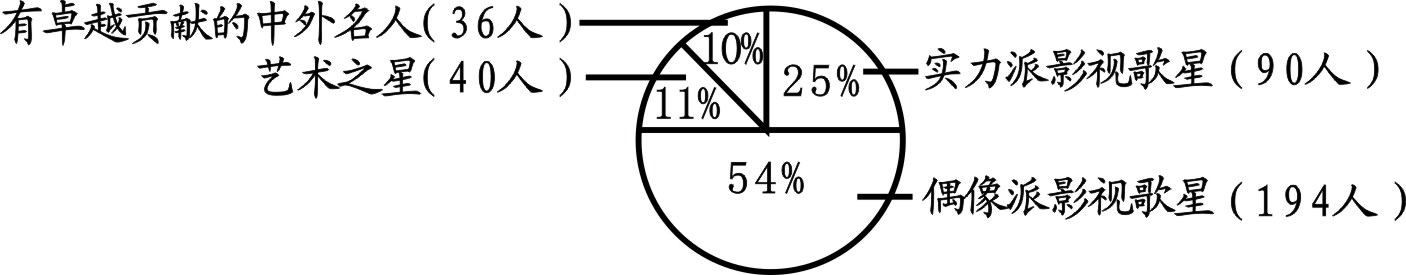 有卓越贡献的中外名人(36人)
艺术之星(40人)
10%
11%
25%
54%
实力派影视歌星(90人)
偶像派影视歌星(194人)